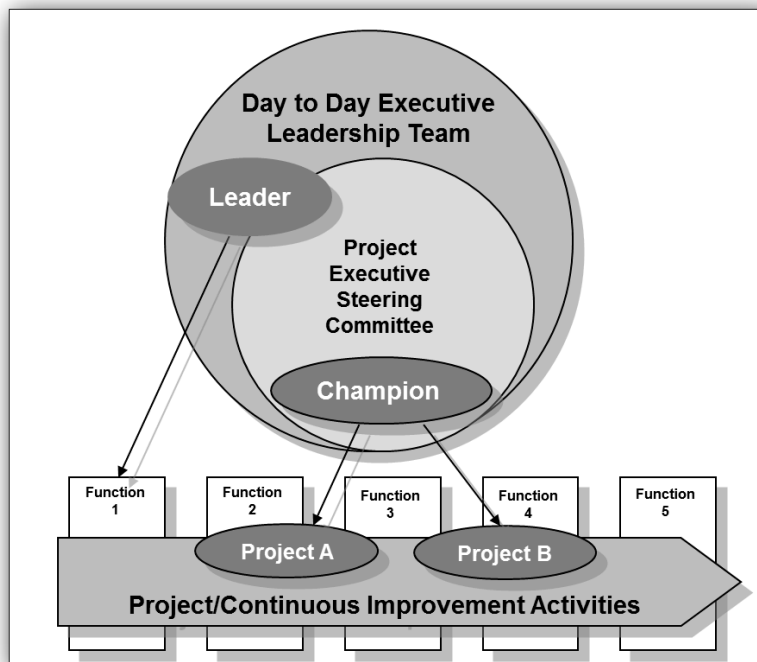 Day to Day Executive
Leadership Team
Leader
Project
Executive
Steering
Committee
Champion
Function
1
Function
2
Function
3
Function
4
Function
5
Project A
Project B
Project/Continuous Improvement Activities